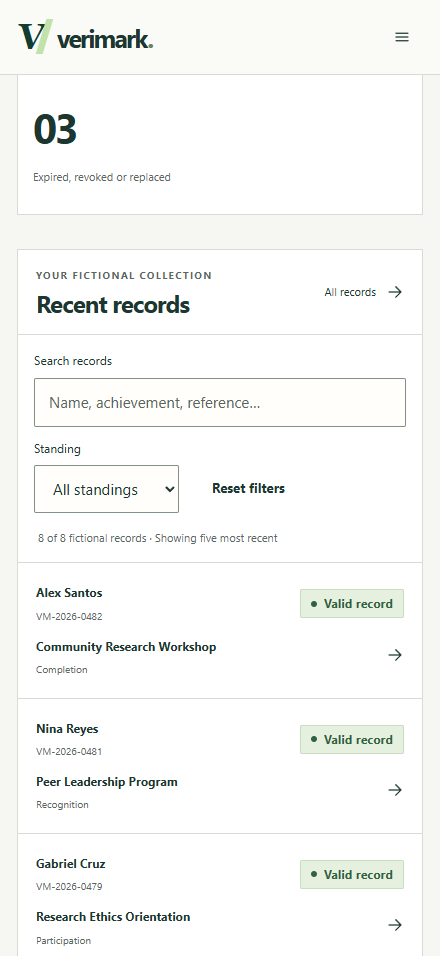 V verimark.
03
Expired, revoked or replaced
YOUR FICTIONAL COLLECTION
Recent records
All records
Search records
Name, achievement, reference...
Standing
All standings
Reset filters
8 of 8 fictional records · Showing five most recent
Alex Santos
Valid record
VM-2026-0482
Community Research Workshop
Completion
Nina Reyes
Valid record
VM-2026-0481
Peer Leadership Program
Recognition
Gabriel Cruz
Valid record
VM-2026-0479
Research Ethics Orientation
Participation